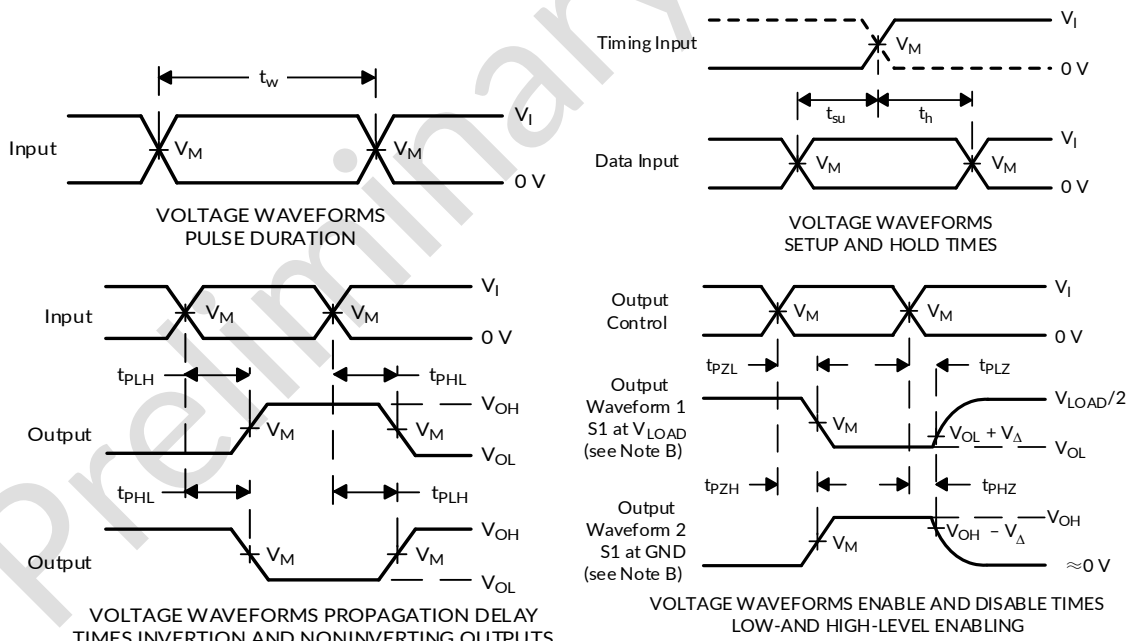 Preliminary
t_w
Input
V_M
V_M
V_I
0 V
VOLTAGE WAVEFORMS
PULSE DURATION
Timing Input
V_M
V_I
0 V
t_su
t_h
Data Input
V_M
V_M
V_I
0 V
VOLTAGE WAVEFORMS
SETUP AND HOLD TIMES
Input
V_M
V_M
V_I
0 V
t_PLH
t_PHL
Output
V_M
V_M
V_OH
V_OL
t_PHL
t_PLH
Output
V_M
V_M
V_OH
V_OL
VOLTAGE WAVEFORMS PROPAGATION DELAY
TIMES INVERTION AND NONINVERTING OUTPUTS
Output
Control
V_M
V_M
V_I
0 V
t_PZL
t_PLZ
Output
Waveform 1
S1 at V_LOAD
(see Note B)
V_M
V_LOAD/2
V_OL + V_Δ
V_OL
t_PZH
t_PHZ
Output
Waveform 2
S1 at GND
(see Note B)
V_M
V_OH
V_OH – V_Δ
≈0 V
VOLTAGE WAVEFORMS ENABLE AND DISABLE TIMES
LOW-AND HIGH-LEVEL ENABLING